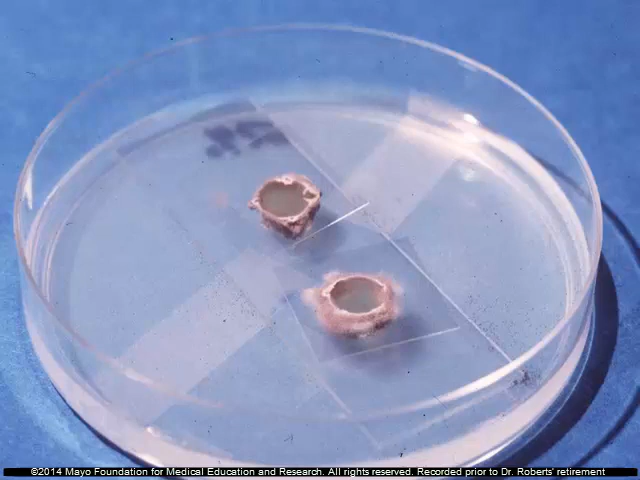 ©2014 Mayo Foundation for Medical Education and Research. All rights reserved. Recorded prior to Dr. Roberts' retirement